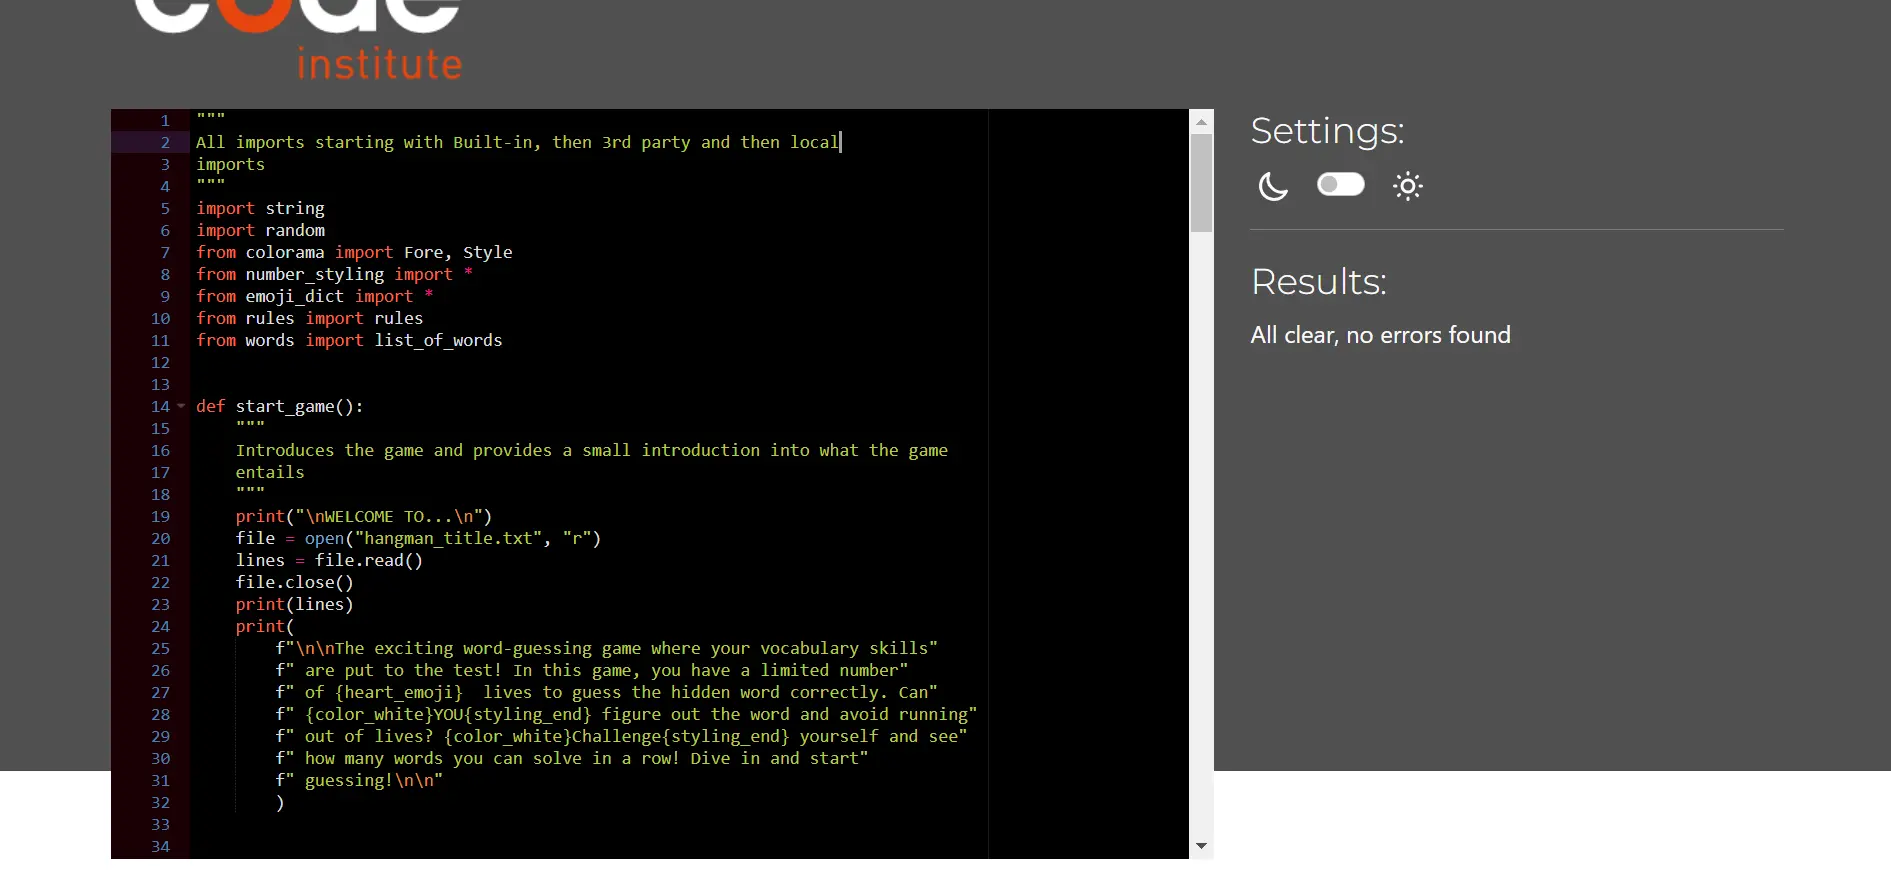 code
institute
1 """
2 All imports starting with Built-in, then 3rd party and then local
3 imports
4 """
5 import string
6 import random
7 from colorama import Fore, Style
8 from number_styling import *
9 from emoji_dict import *
10 from rules import rules
11 from words import list_of_words
12
13
14 def start_game():
15     """
16     Introduces the game and provides a small introduction into what the game
17     entails
18     """
19     print("\nWELCOME TO...\n")
20     file = open("hangman_title.txt", "r")
21     lines = file.read()
22     file.close()
23     print(lines)
24     print(
25         f"\n\nThe exciting word-guessing game where your vocabulary skills"
26         f" are put to the test! In this game, you have a limited number"
27         f" of {heart_emoji}  lives to guess the hidden word correctly. Can"
28         f" {color_white}YOU{styling_end} figure out the word and avoid running"
29         f" out of lives? {color_white}Challenge{styling_end} yourself and see"
30         f" how many words you can solve in a row! Dive in and start"
31         f" guessing!\n\n"
32         )
33
34
Settings:
Results:
All clear, no errors found